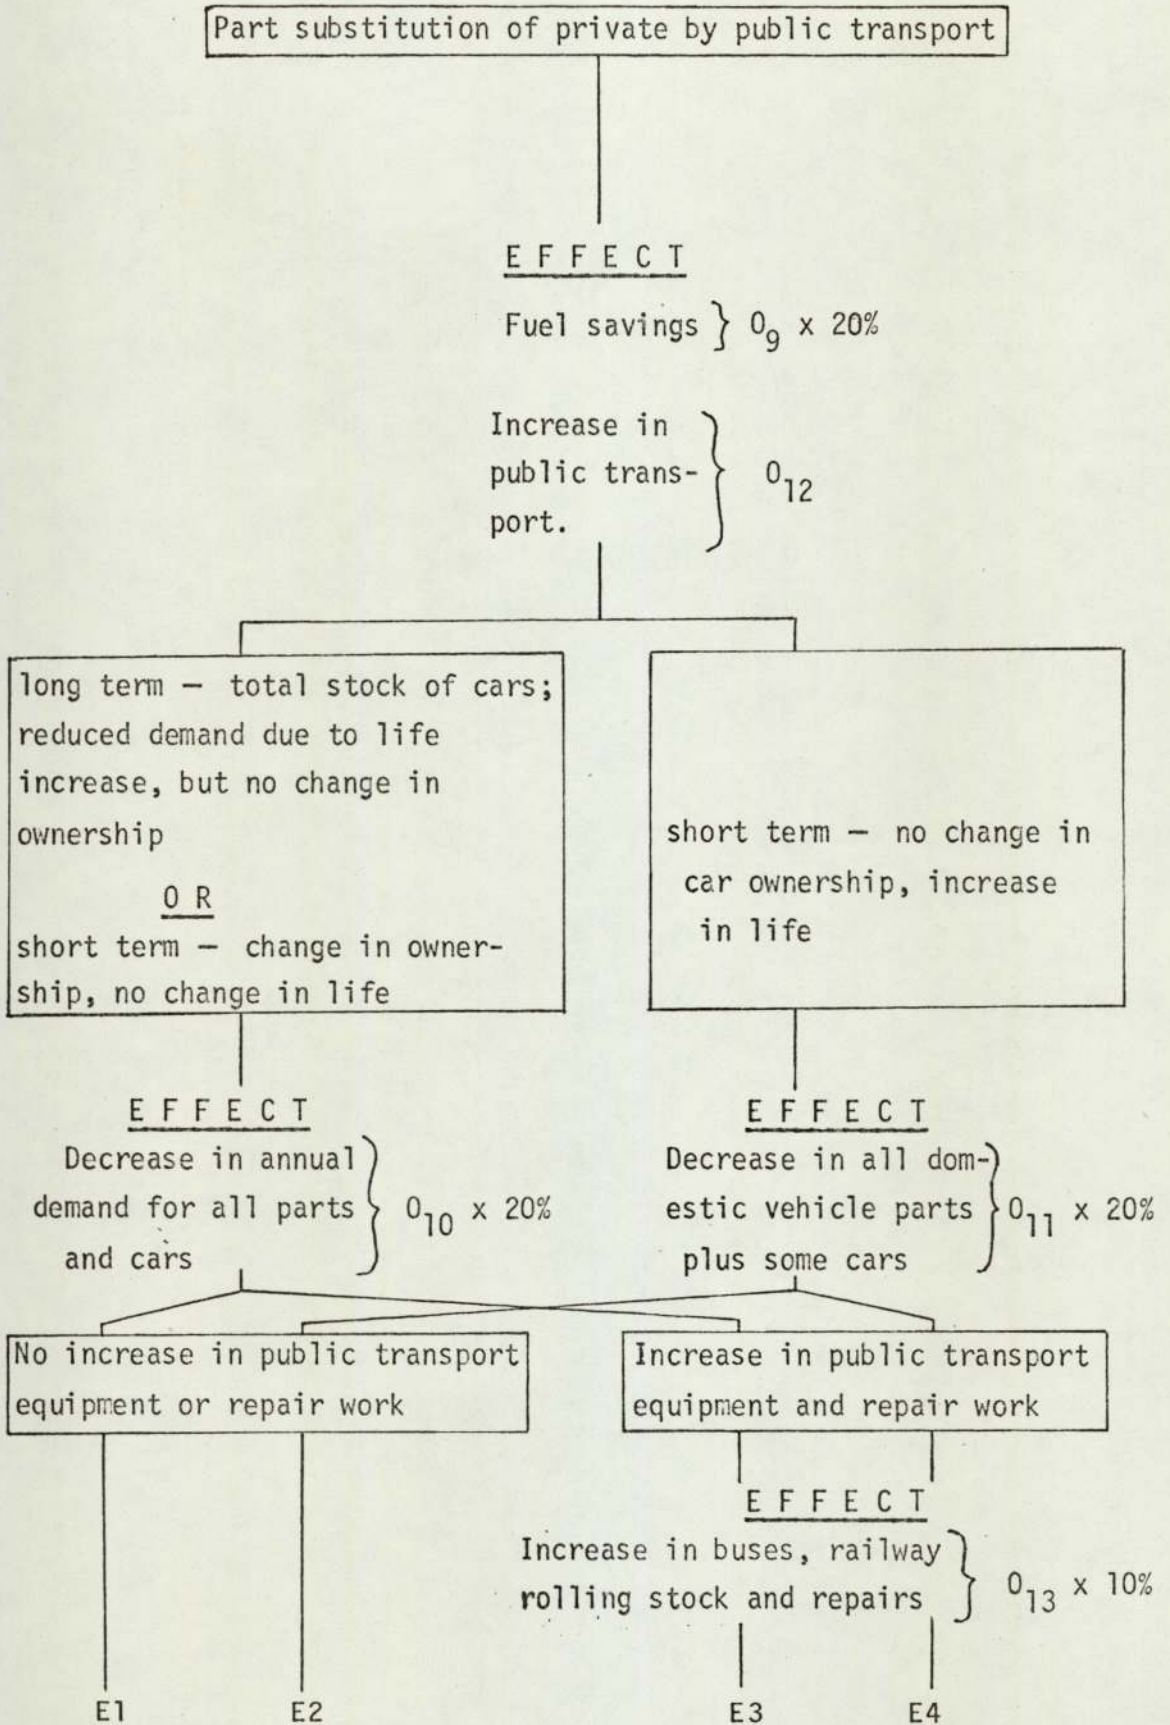 Part substitution of private by public transport
E F F E C T
Fuel savings } O9 x 20%
Increase in
public trans-
port.
O12
long term — total stock of cars;
reduced demand due to life
increase, but no change in
ownership
O R
short term — change in owner-
ship, no change in life
short term — no change in
car ownership, increase
in life
E F F E C T
Decrease in annual
demand for all parts
and cars
O10 x 20%
E F F E C T
Decrease in all dom-
estic vehicle parts
plus some cars
O11 x 20%
No increase in public transport
equipment or repair work
Increase in public transport
equipment and repair work
E F F E C T
Increase in buses, railway
rolling stock and repairs
O13 x 10%
E1
E2
E3
E4